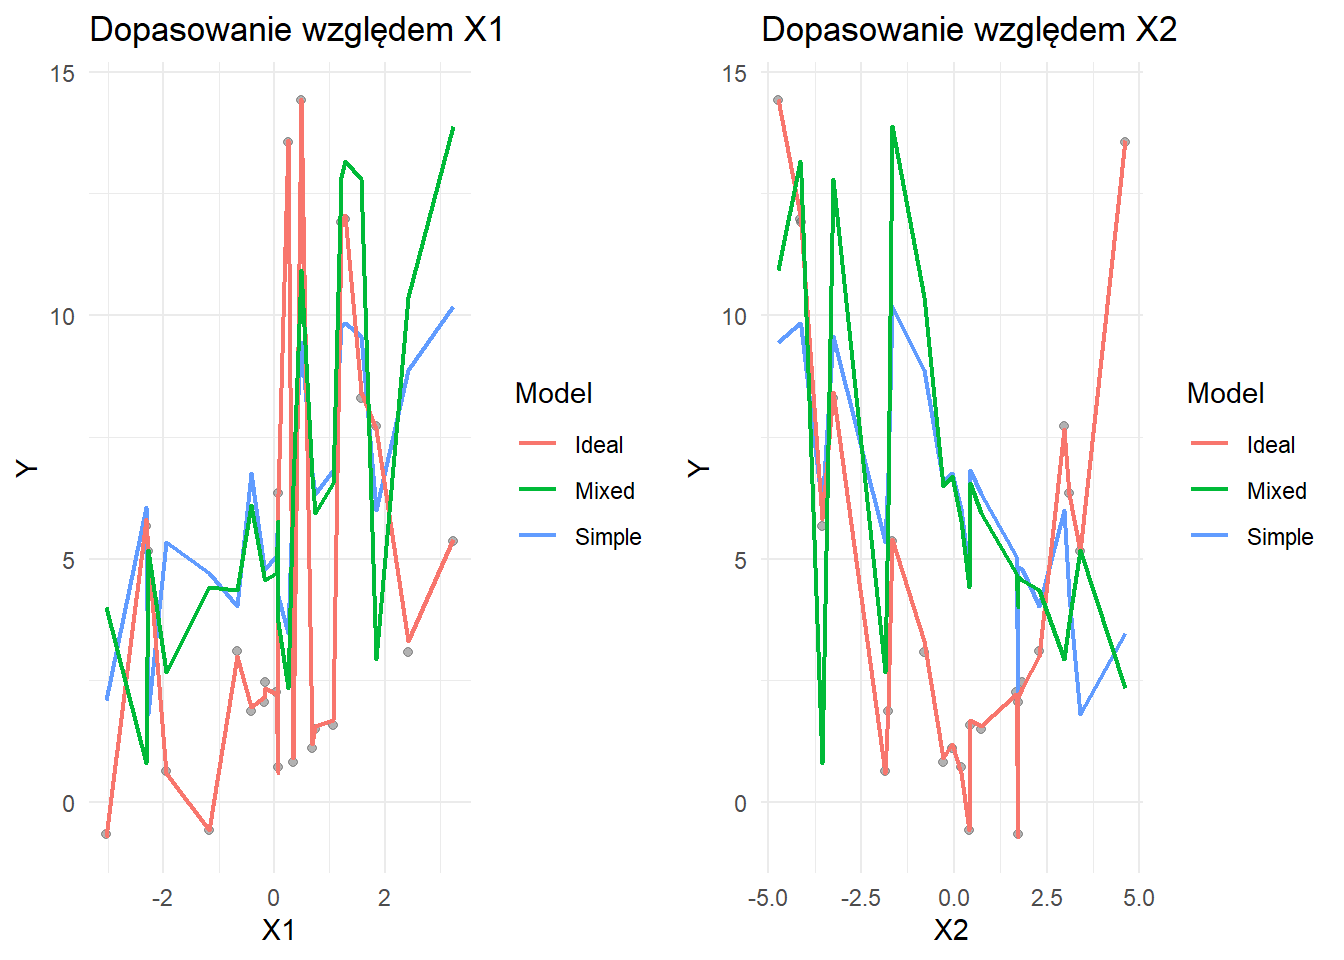 Dopasowanie względem X1
15
10
5
0
Y
-2
0
2
X1
Model
Ideal
Mixed
Simple
Dopasowanie względem X2
15
10
5
0
Y
-5.0
-2.5
0.0
2.5
5.0
X2
Model
Ideal
Mixed
Simple